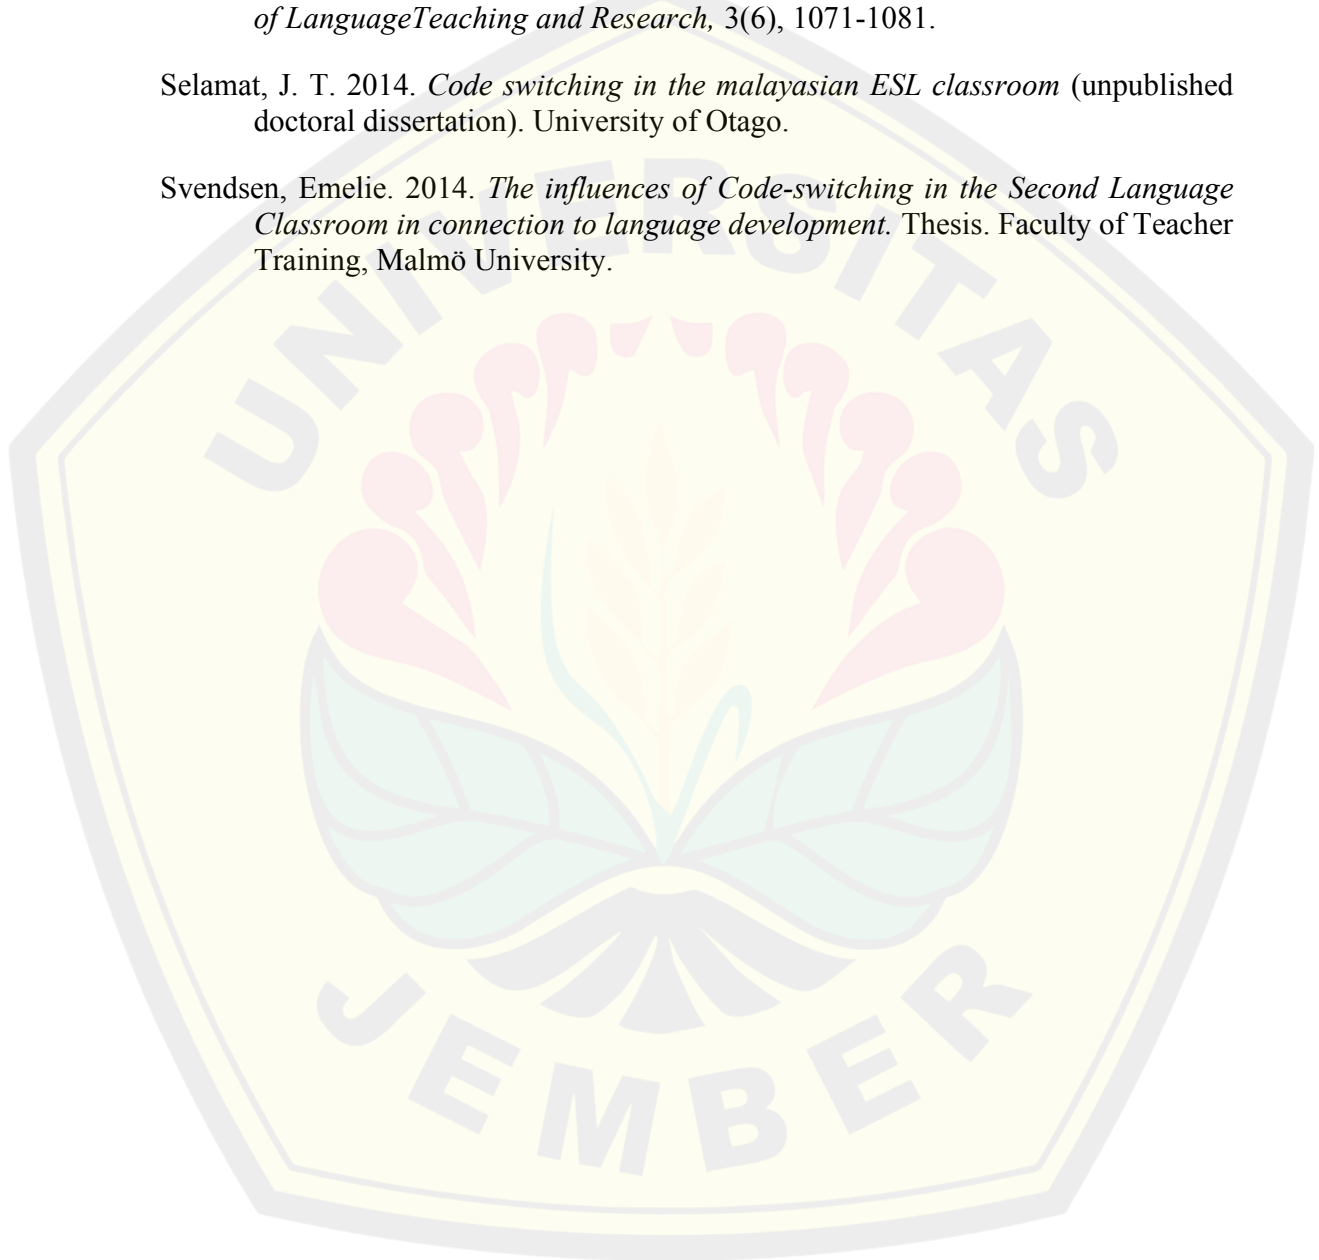 of LanguageTeaching and Research, 3(6), 1071-1081.
Selamat, J. T. 2014. Code switching in the malayasian ESL classroom (unpublished
doctoral dissertation). University of Otago.
Svendsen, Emelie. 2014. The influences of Code-switching in the Second Language
Classroom in connection to language development. Thesis. Faculty of Teacher
Training, Malmö University.
UNIVERSITAS
JEMBER